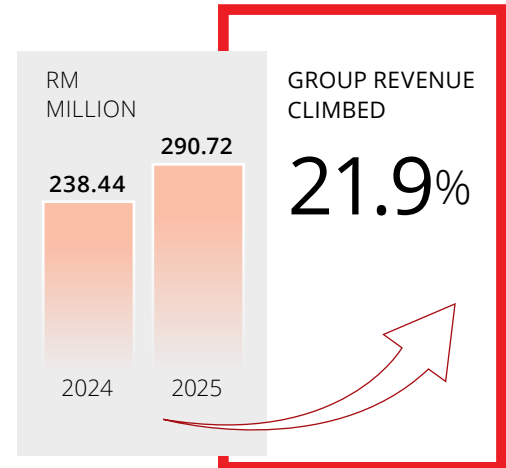 RM
MILLION
290.72
238.44
2024
2025
GROUP REVENUE
CLIMBED
21.9%